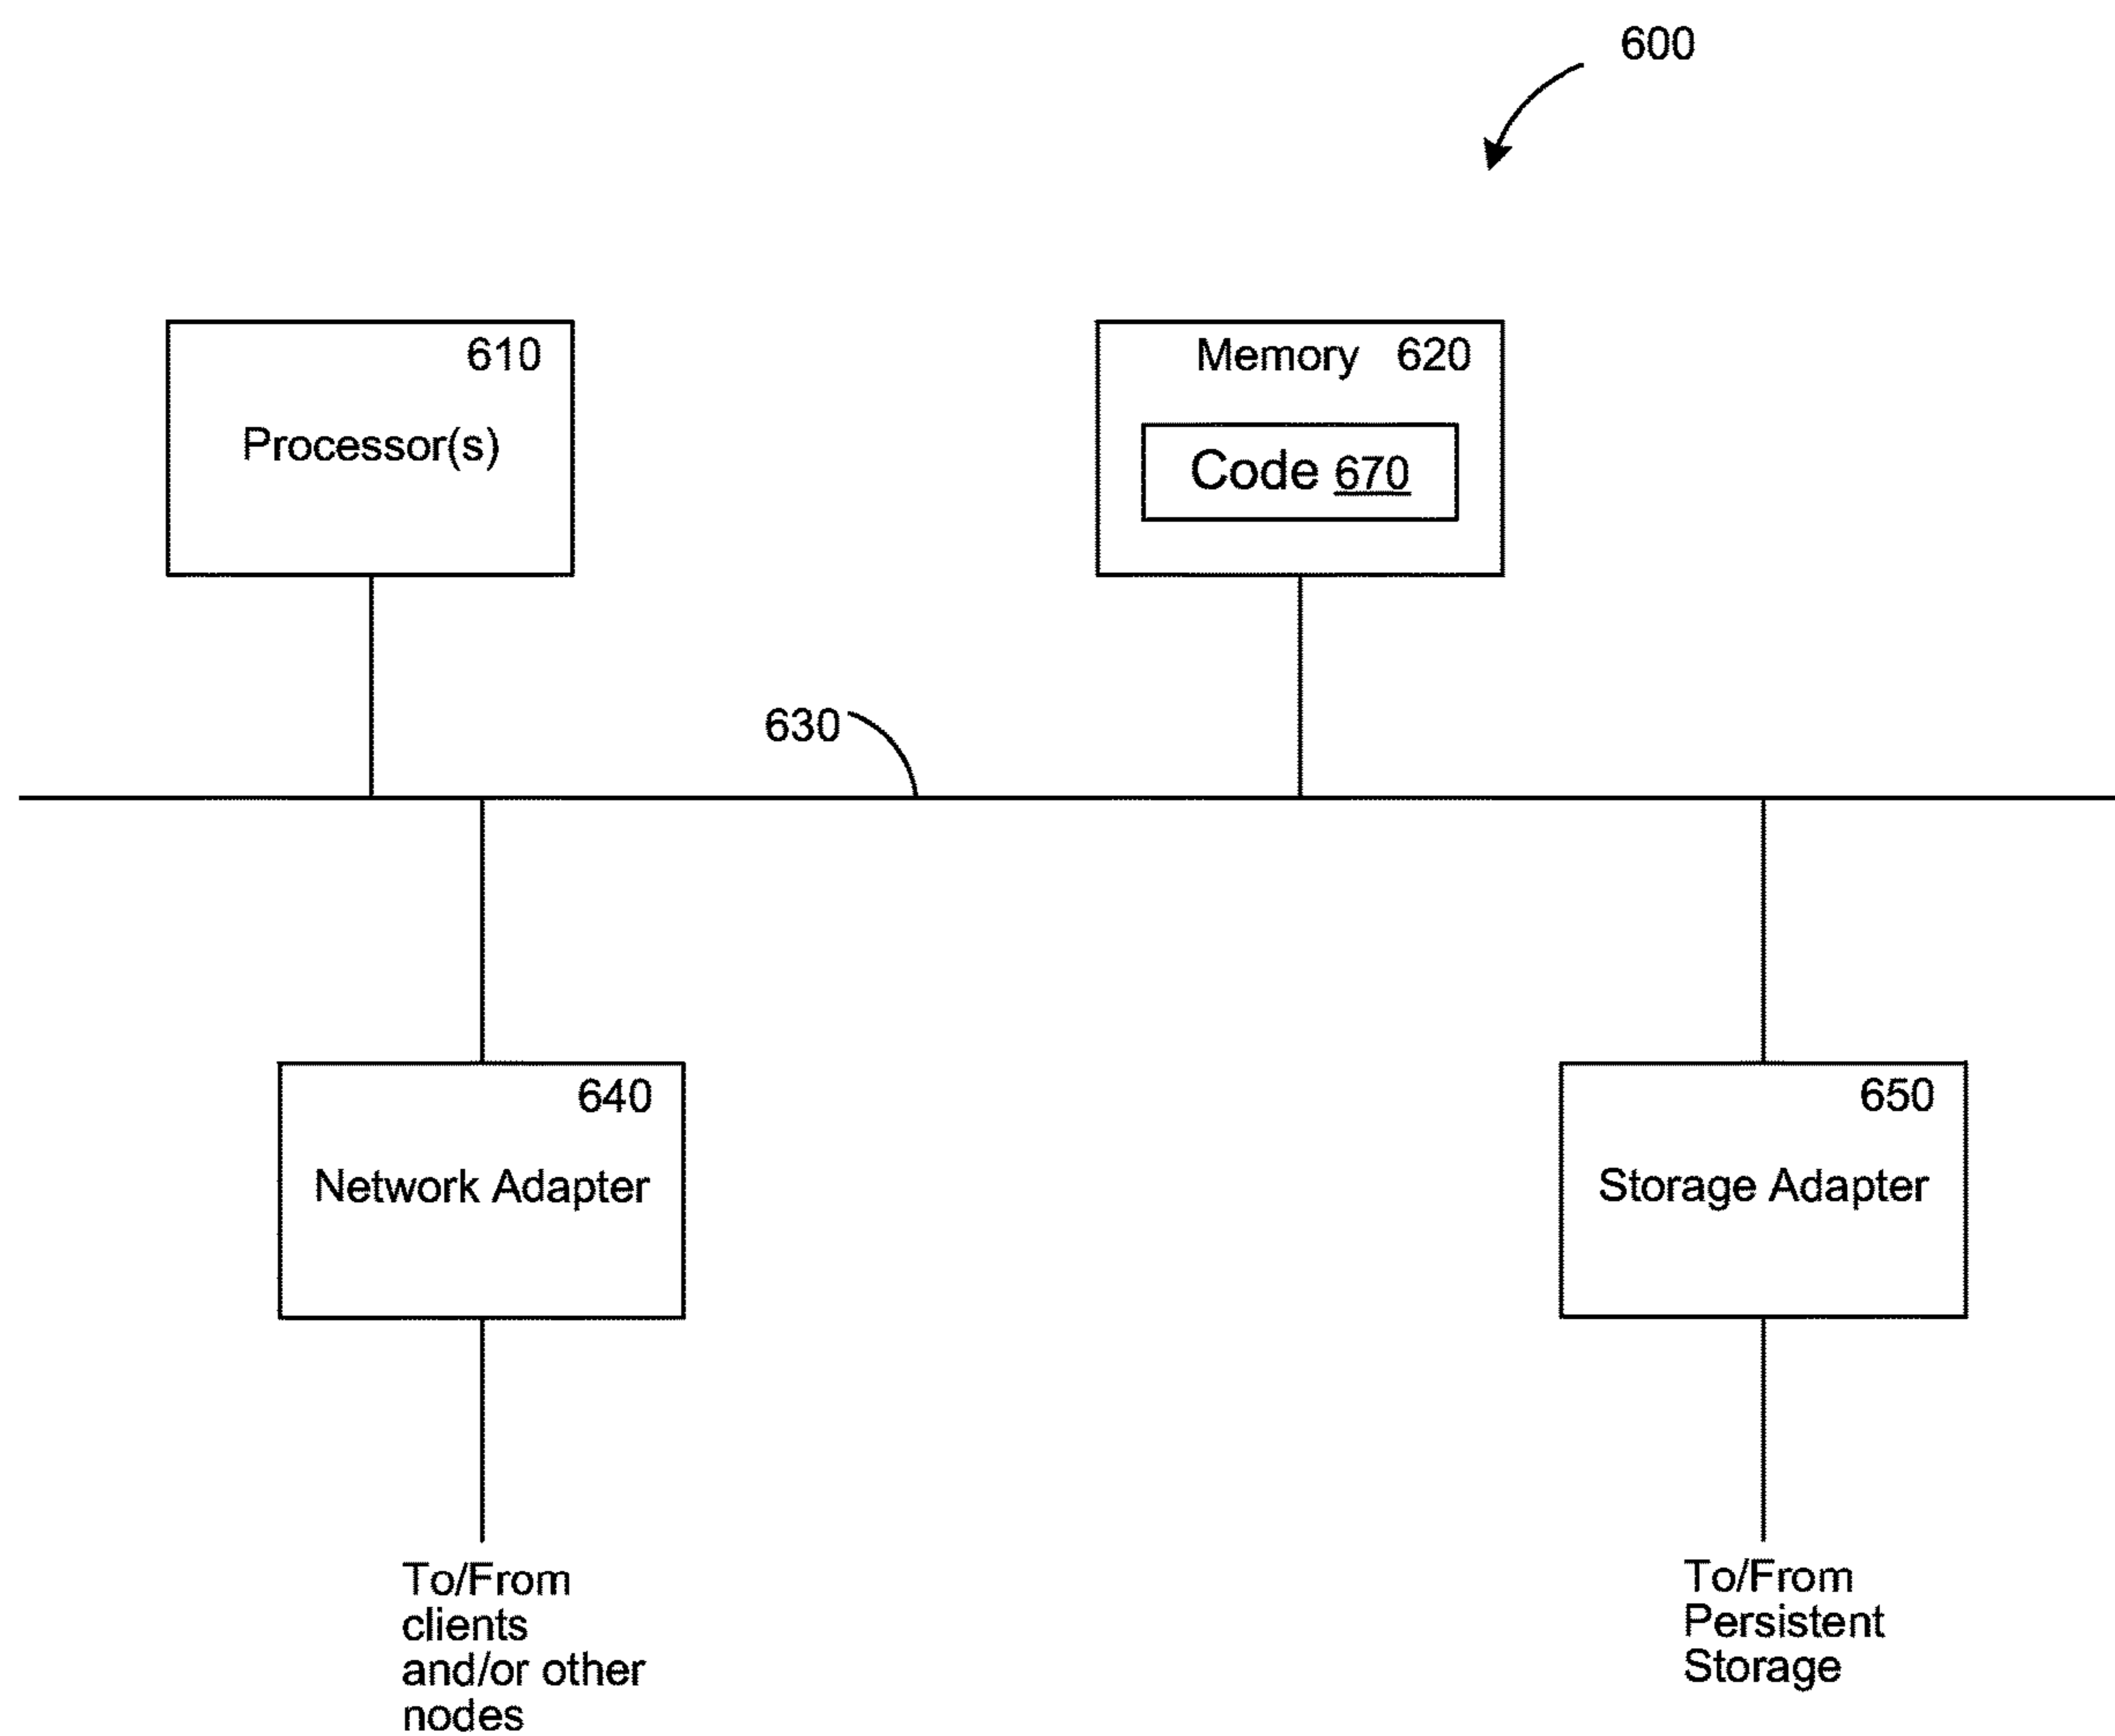 600
610
Processor(s)
Memory 620
Code 670
630
640
Network Adapter
650
Storage Adapter
To/From
clients
and/or other
nodes
To/From
Persistent
Storage